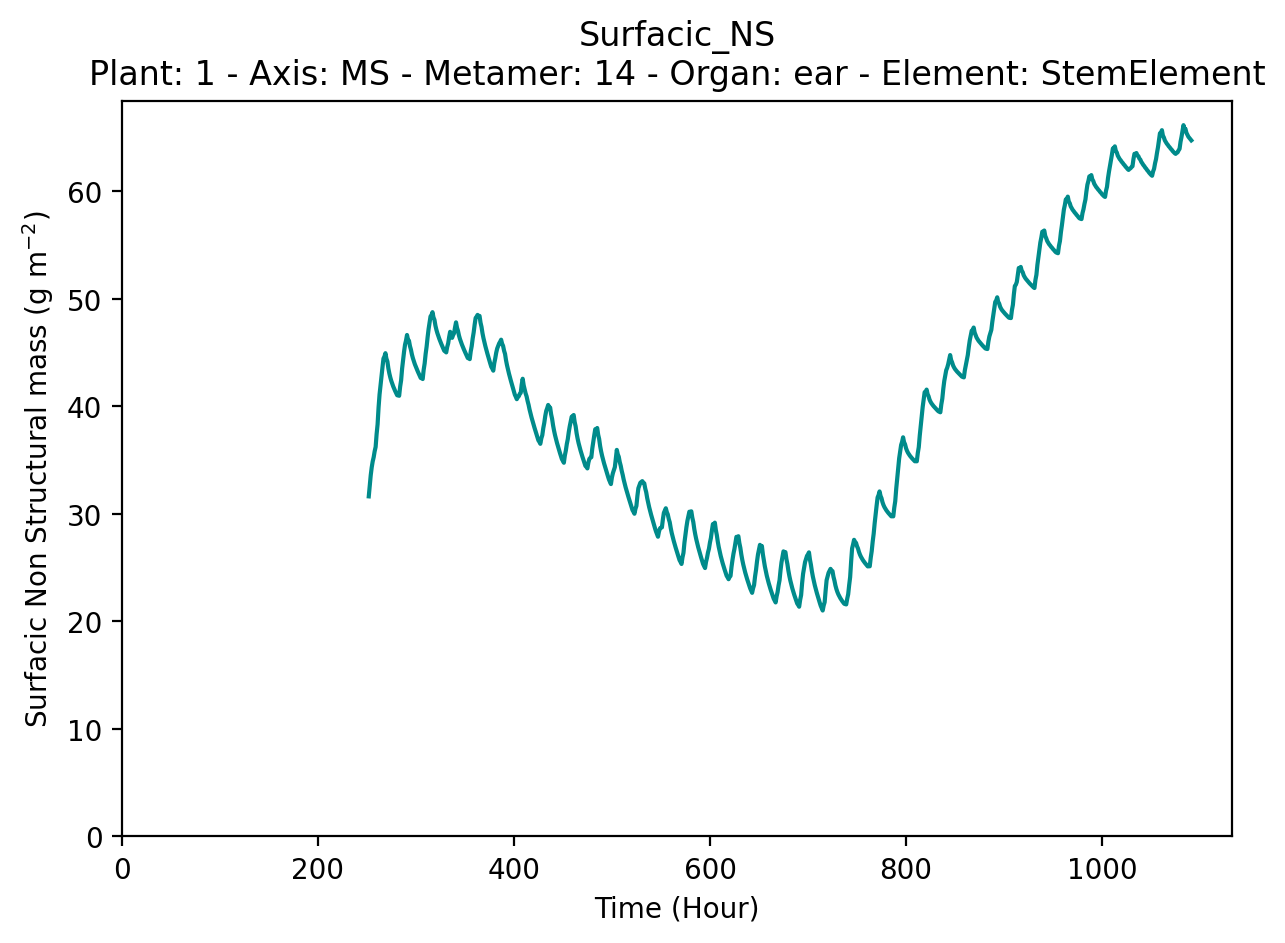 Surfacic_NS
Plant: 1 - Axis: MS - Metamer: 14 - Organ: ear - Element: StemElement
Surfacic Non Structural mass (g m⁻²)
60
50
40
30
20
10
0
0 200 400 600 800 1000
Time (Hour)